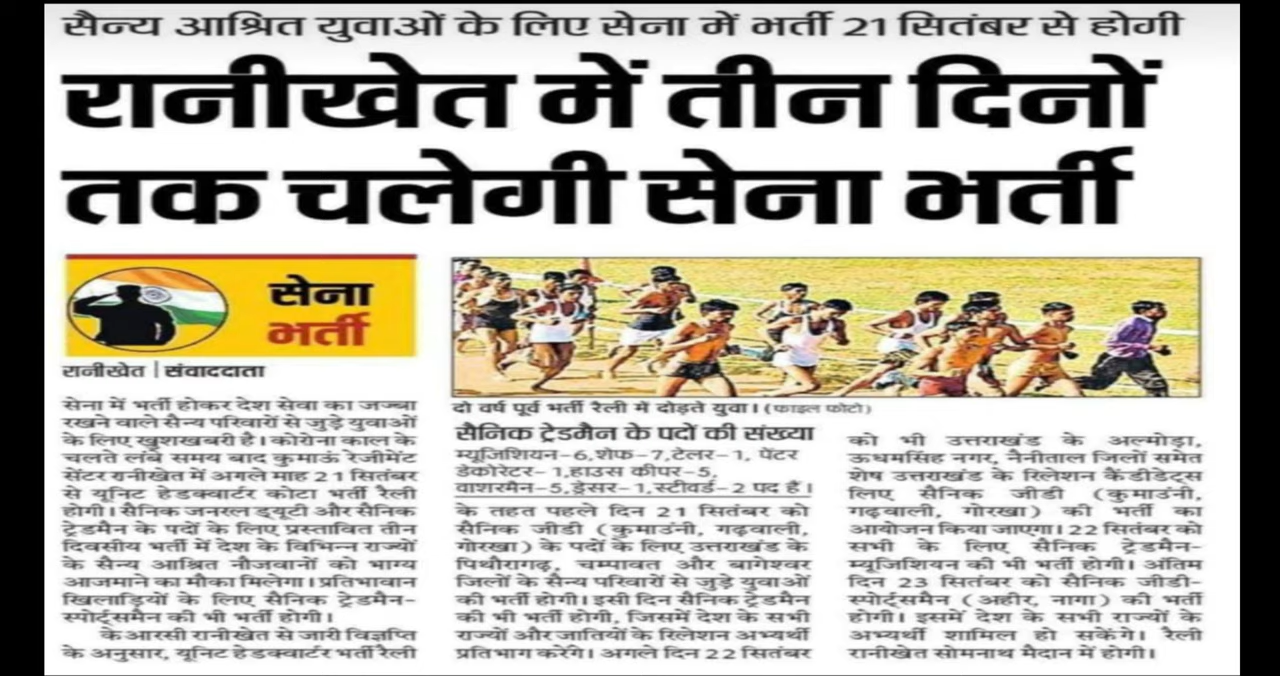 सैन्य आश्रित युवाओं के लिए सेना में भर्ती 21 सितंबर से होगी
रानीखेत में तीन दिनों
तक चलेगी सेना भर्ती
सेना
भर्ती
रानीखेत | संवाददाता
सेना में भर्ती होकर देश सेवा का जज्बा
रखने वाले सैन्य परिवारों से जुड़े युवाओं
के लिए खुशखबरी है। कोरोना काल के
चलते लंबे समय बाद कुमाऊं रेजीमेंट
सेंटर रानीखेत में अगले माह 21 सितंबर
से यूनिट हेडक्वार्टर कोटा भर्ती रैली
होगी। सैनिक जनरल ड्यूटी और सैनिक
ट्रेडमैन के पदों के लिए प्रस्तावित तीन
दिवसीय भर्ती में देश के विभिन्न राज्यों
के सैन्य आश्रित नौजवानों को भाग्य
आजमाने का मौका मिलेगा। प्रतिभावान
खिलाड़ियों के लिए सैनिक ट्रेडमैन-
स्पोर्ट्समैन की भी भर्ती होगी।
केआरसी रानीखेत से जारी विज्ञप्ति
के अनुसार, यूनिट हेडक्वार्टर भर्ती रैली
दो वर्ष पूर्व भर्ती रैली में दोड़ते युवा। (फाइल फोटो)
सैनिक ट्रेडमैन के पदों की संख्या
म्यूजिशियन-6,शेफ-7,टेलर-1, पेंटर
डेकोरेटर-1,हाउस कीपर-5,
वाशरमैन-5,ड्रेसर-1,स्टीवर्ड-2 पद हैं।
के तहत पहले दिन 21 सितंबर को
सैनिक जीडी (कुमाउंनी, गढ़वाली,
गोरखा) के पदों के लिए उत्तराखंड के
पिथौरागढ़, चम्पावत और बागेश्वर
जिलों के सैन्य परिवारों से जुड़े युवाओं
की भर्ती होगी। इसी दिन सैनिक ट्रेडमैन
की भी भर्ती होगी, जिसमें देश के सभी
राज्यों और जातियों के रिलेशन अभ्यर्थी
प्रतिभाग करेंगे। अगले दिन 22 सितंबर
को भी उत्तराखंड के अल्मोड़ा,
ऊधमसिंह नगर, नैनीताल जिलों समेत
शेष उत्तराखंड के रिलेशन कैंडीडेट्स
लिए सैनिक जीडी (कुमाउंनी,
गढ़वाली, गोरखा) की भर्ती का
आयोजन किया जाएगा। 22 सितंबर को
सभी के लिए सैनिक ट्रेडमैन-
म्यूजिशियन की भी भर्ती होगी। अंतिम
दिन 23 सितंबर को सैनिक जीडी-
स्पोर्ट्समैन (अहीर, नागा) की भर्ती
होगी। इसमें देश के सभी राज्यों के
अभ्यर्थी शामिल हो सकेंगे। रैली
रानीखेत सोमनाथ मैदान में होगी।